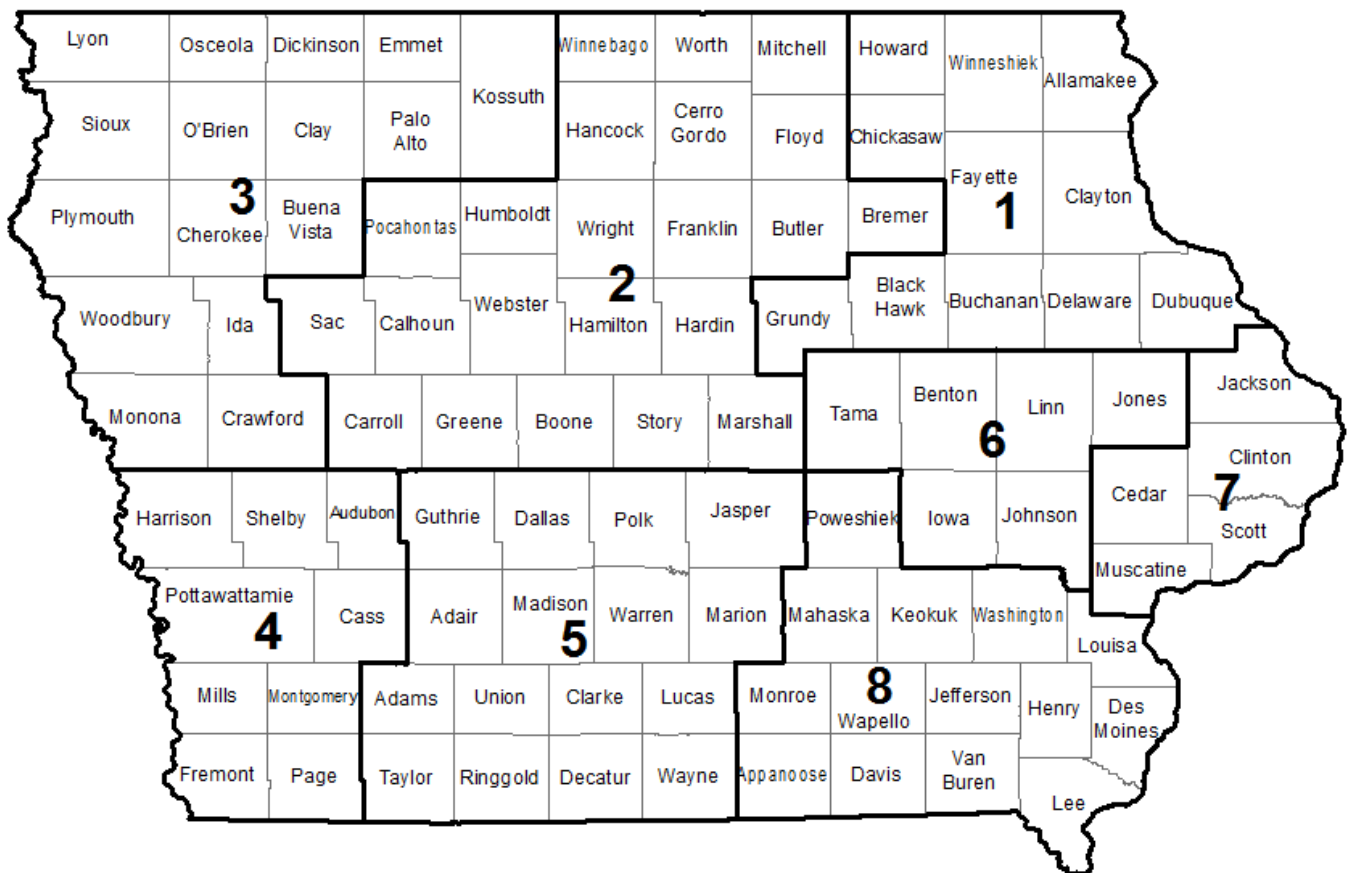 Lyon
Osceola
Dickinson
Emmet
Kossuth
Winnebago
Worth
Mitchell
Howard
Winneshiek
Allamakee
Sioux
O'Brien
Clay
Palo
Alto
Hancock
Cerro
Gordo
Floyd
Chickasaw
Fayette
1
Clayton
Plymouth
3
Cherokee
Buena
Vista
Pocahontas
Humboldt
Wright
Franklin
Butler
Bremer
Woodbury
Ida
Sac
Calhoun
Webster
2
Hamilton
Hardin
Grundy
Black
Hawk
Buchanan
Delaware
Dubuque
Monona
Crawford
Carroll
Greene
Boone
Story
Marshall
Tama
Benton
Linn
Jones
Jackson
6
Harrison
Shelby
Audubon
Guthrie
Dallas
Polk
Jasper
Poweshiek
Iowa
Johnson
Cedar
Clinton
7
Scott
Muscatine
Pottawattamie
4
Cass
Adair
Madison
5
Warren
Marion
Mahaska
Keokuk
Washington
Louisa
Mills
Montgomery
Adams
Union
Clarke
Lucas
Monroe
8
Wapello
Jefferson
Henry
Des
Moines
Fremont
Page
Taylor
Ringgold
Decatur
Wayne
Appanoose
Davis
Van
Buren
Lee